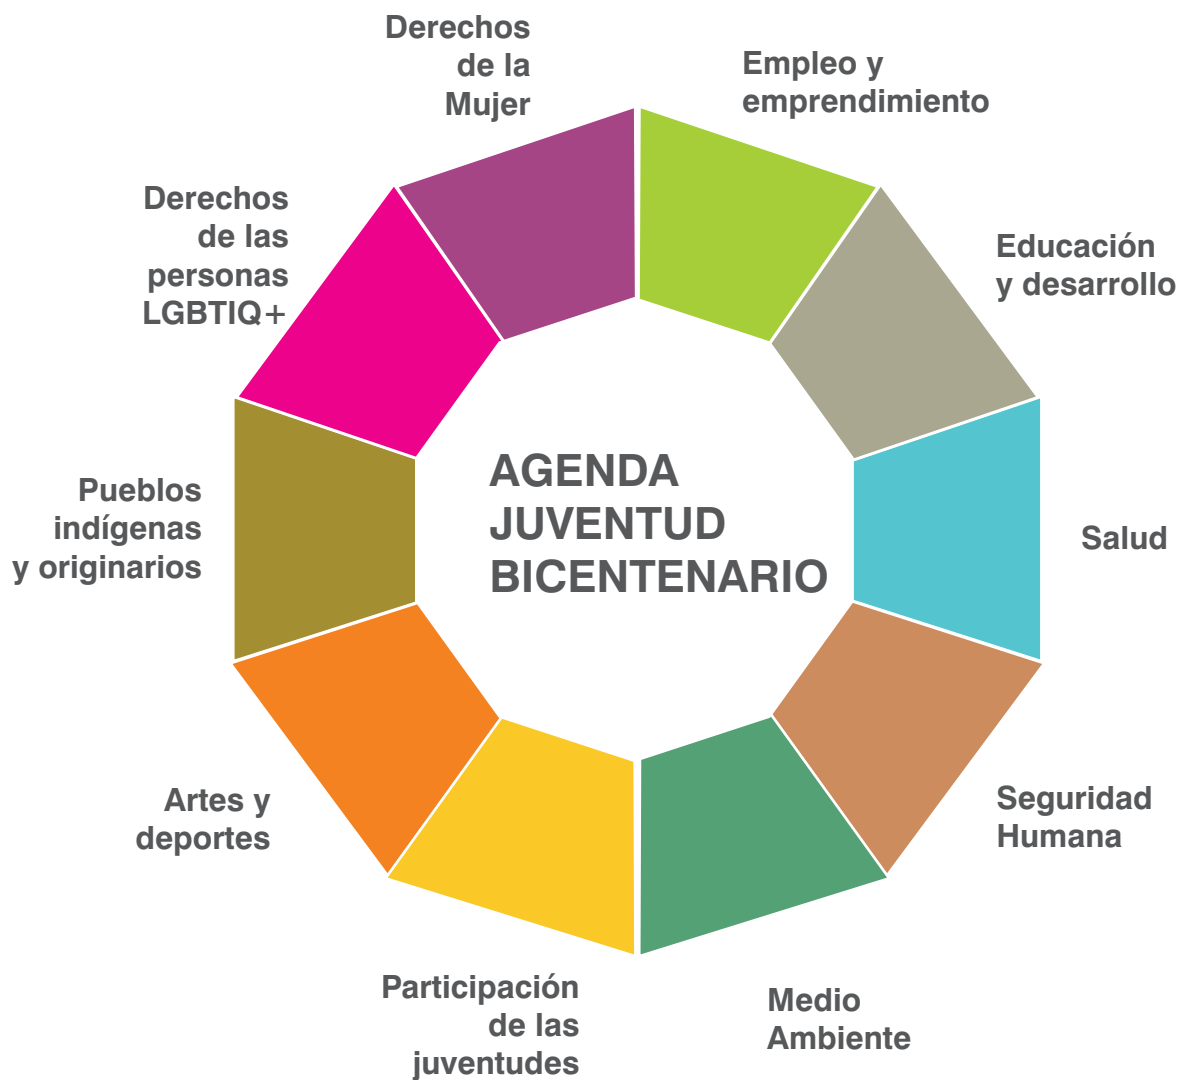 Derechos
de la
Mujer
Empleo y
emprendimiento
Derechos
de las
personas
LGBTIQ+
Educación
y desarrollo
AGENDA
JUVENTUD
BICENTENARIO
Pueblos
indígenas
y originarios
Salud
Artes y
deportes
Seguridad
Humana
Participación
de las
juventudes
Medio
Ambiente